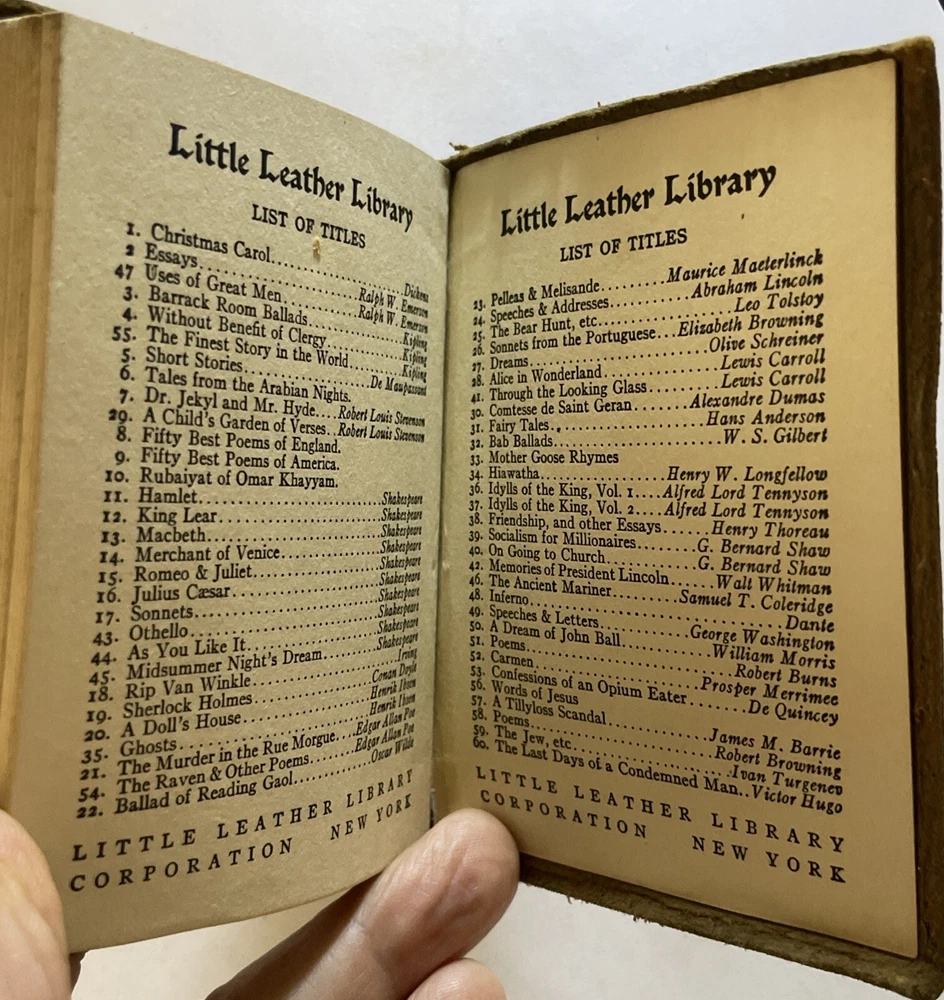 Little Leather Library
LIST OF TITLES
1. Christmas Carol..................Dickens
2 Essays..................Ralph W. Emerson
47 Uses of Great Men..........Ralph W. Emerson
3. Barrack Room Ballads............Kipling
4. Without Benefit of Clergy..........Kipling
55. The Finest Story in the World......Kipling
5. Short Stories..................De Maupassant
6. Tales from the Arabian Nights.
7. Dr. Jekyl and Mr. Hyde....Robert Louis Stevenson
29. A Child's Garden of Verses..Robert Louis Stevenson
8. Fifty Best Poems of England.
9. Fifty Best Poems of America.
10. Rubaiyat of Omar Khayyam.
11. Hamlet..................Shakespeare
12. King Lear..................Shakespeare
13. Macbeth..................Shakespeare
14. Merchant of Venice............Shakespeare
15. Romeo & Juliet............Shakespeare
16. Julius Cæsar............Shakespeare
17. Sonnets..................Shakespeare
43. Othello..................Shakespeare
44. As You Like It............Shakespeare
45. Midsummer Night's Dream......Shakespeare
18. Rip Van Winkle............Irving
19. Sherlock Holmes............Conan Doyle
20. A Doll's House............Henrik Ibsen
35. Ghosts..................Henrik Ibsen
21. The Murder in the Rue Morgue...Edgar Allan Poe
54. The Raven & Other Poems....Edgar Allan Poe
22. Ballad of Reading Gaol..........Oscar Wilde
LITTLE LEATHER LIBRARY
CORPORATION NEW YORK
Little Leather Library
LIST OF TITLES
23. Pelleas & Melisande.........Maurice Maeterlinck
24. Speeches & Addresses..........Abraham Lincoln
25. The Bear Hunt, etc..................Leo Tolstoy
26. Sonnets from the Portuguese...Elizabeth Browning
27. Dreams..................Olive Schreiner
28. Alice in Wonderland............Lewis Carroll
41. Through the Looking Glass.........Lewis Carroll
30. Comtesse de Saint Geran.......Alexandre Dumas
31. Fairy Tales..................Hans Anderson
32. Bab Ballads..................W. S. Gilbert
33. Mother Goose Rhymes
34. Hiawatha..................Henry W. Longfellow
36. Idylls of the King, Vol. 1....Alfred Lord Tennyson
37. Idylls of the King, Vol. 2....Alfred Lord Tennyson
38. Friendship, and other Essays......Henry Thoreau
39. Socialism for Millionaires........G. Bernard Shaw
40. On Going to Church............G. Bernard Shaw
42. Memories of President Lincoln......Walt Whitman
46. The Ancient Mariner.........Samuel T. Coleridge
48. Inferno..................Dante
49. Speeches & Letters............George Washington
50. A Dream of John Ball............William Morris
51. Poems..................Robert Burns
52. Carmen..................Prosper Merrimee
53. Confessions of an Opium Eater.......De Quincey
56. Words of Jesus
57. A Tillyloss Scandal............James M. Barrie
58. Poems..................Robert Browning
59. The Jew, etc..................Ivan Turgenev
60. The Last Days of a Condemned Man..Victor Hugo
LITTLE LEATHER LIBRARY
CORPORATION NEW YORK